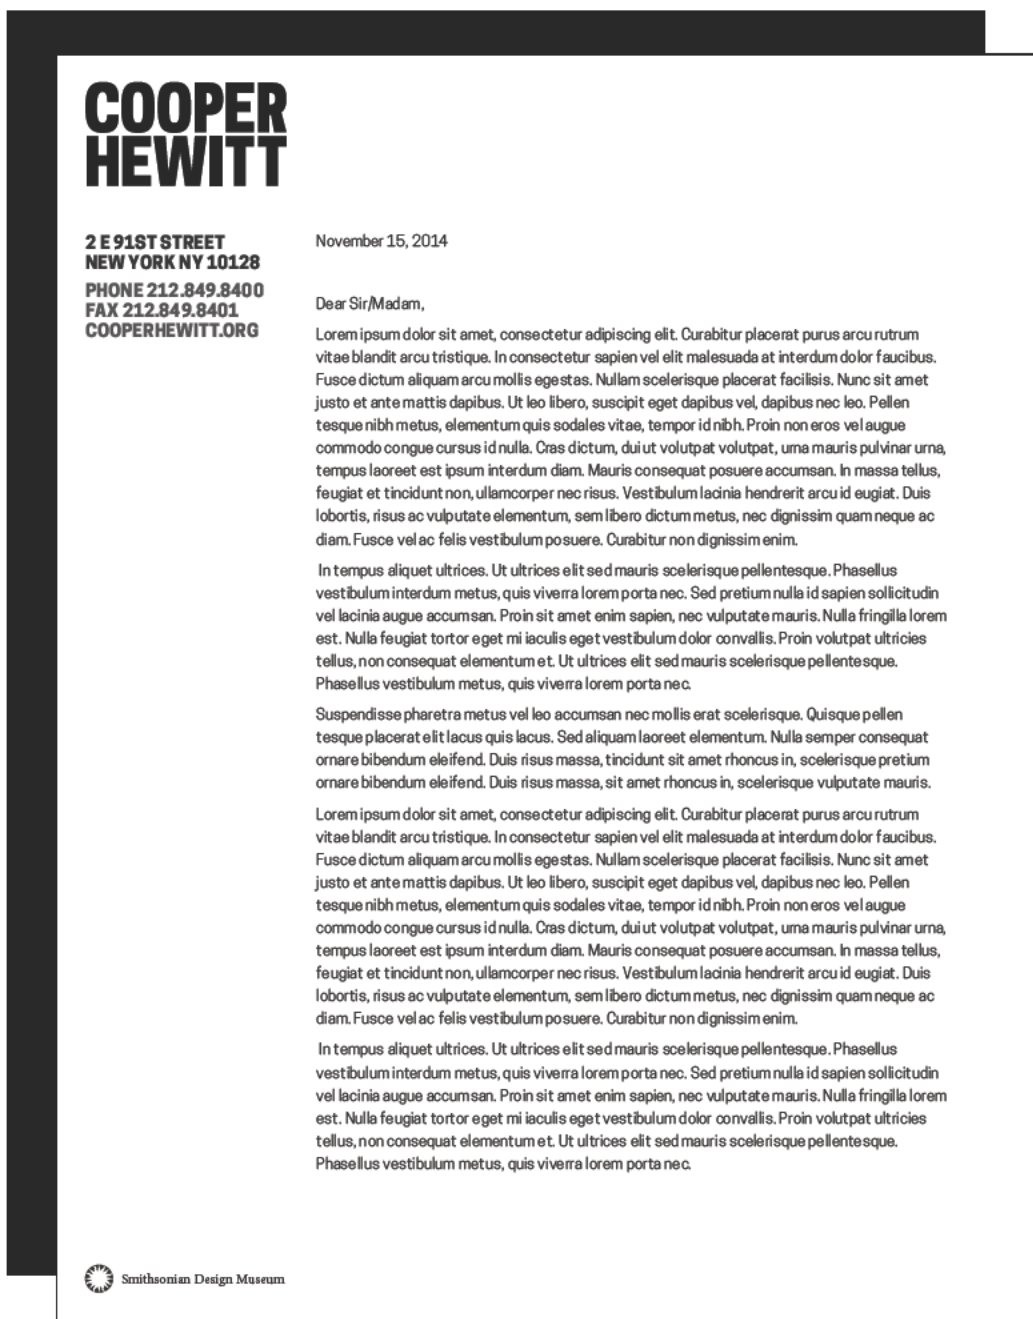 COOPER
HEWITT
2 E 91ST STREET
NEW YORK NY 10128
PHONE 212.849.8400
FAX 212.849.8401
COOPERHEWITT.ORG
November 15, 2014
Dear Sir/Madam,
Lorem ipsum dolor sit amet, consectetur adipiscing elit. Curabitur placerat purus arcu rutrum
vitae blandit arcu tristique. In consectetur sapien vel elit malesuada at interdum dolor faucibus.
Fusce dictum aliquam arcu mollis egestas. Nullam scelerisque placerat facilisis. Nunc sit amet
justo et ante mattis dapibus. Ut leo libero, suscipit eget dapibus vel, dapibus nec leo. Pellen
tesque nibh metus, elementum quis sodales vitae, tempor id nibh. Proin non eros vel augue
commodo congue cursus id nulla. Cras dictum, dui ut volutpat volutpat, urna mauris pulvinar urna,
tempus laoreet est ipsum interdum diam. Mauris consequat posuere accumsan. In massa tellus,
feugiat et tincidunt non, ullamcorper nec risus. Vestibulum lacinia hendrerit arcu id eugiat. Duis
lobortis, risus ac vulputate elementum, sem libero dictum metus, nec dignissim quam neque ac
diam. Fusce vel ac felis vestibulum posuere. Curabitur non dignissim enim.
In tempus aliquet ultrices. Ut ultrices elit sed mauris scelerisque pellentesque. Phasellus
vestibulum interdum metus, quis viverra lorem porta nec. Sed pretium nulla id sapien sollicitudin
vel lacinia augue accumsan. Proin sit amet enim sapien, nec vulputate mauris. Nulla fringilla lorem
est. Nulla feugiat tortor eget mi iaculis eget vestibulum dolor convallis. Proin volutpat ultricies
tellus, non consequat elementum et. Ut ultrices elit sed mauris scelerisque pellentesque.
Phasellus vestibulum metus, quis viverra lorem porta nec.
Suspendisse pharetra metus vel leo accumsan nec mollis erat scelerisque. Quisque pellen
tesque placerat elit lacus quis lacus. Sed aliquam laoreet elementum. Nulla semper consequat
ornare bibendum eleifend. Duis risus massa, tincidunt sit amet rhoncus in, scelerisque pretium
ornare bibendum eleifend. Duis risus massa, sit amet rhoncus in, scelerisque vulputate mauris.
Lorem ipsum dolor sit amet, consectetur adipiscing elit. Curabitur placerat purus arcu rutrum
vitae blandit arcu tristique. In consectetur sapien vel elit malesuada at interdum dolor faucibus.
Fusce dictum aliquam arcu mollis egestas. Nullam scelerisque placerat facilisis. Nunc sit amet
justo et ante mattis dapibus. Ut leo libero, suscipit eget dapibus vel, dapibus nec leo. Pellen
tesque nibh metus, elementum quis sodales vitae, tempor id nibh. Proin non eros vel augue
commodo congue cursus id nulla. Cras dictum, dui ut volutpat volutpat, urna mauris pulvinar urna,
tempus laoreet est ipsum interdum diam. Mauris consequat posuere accumsan. In massa tellus,
feugiat et tincidunt non, ullamcorper nec risus. Vestibulum lacinia hendrerit arcu id eugiat. Duis
lobortis, risus ac vulputate elementum, sem libero dictum metus, nec dignissim quam neque ac
diam. Fusce vel ac felis vestibulum posuere. Curabitur non dignissim enim.
In tempus aliquet ultrices. Ut ultrices elit sed mauris scelerisque pellentesque. Phasellus
vestibulum interdum metus, quis viverra lorem porta nec. Sed pretium nulla id sapien sollicitudin
vel lacinia augue accumsan. Proin sit amet enim sapien, nec vulputate mauris. Nulla fringilla lorem
est. Nulla feugiat tortor eget mi iaculis eget vestibulum dolor convallis. Proin volutpat ultricies
tellus, non consequat elementum et. Ut ultrices elit sed mauris scelerisque pellentesque.
Phasellus vestibulum metus, quis viverra lorem porta nec.
Smithsonian Design Museum